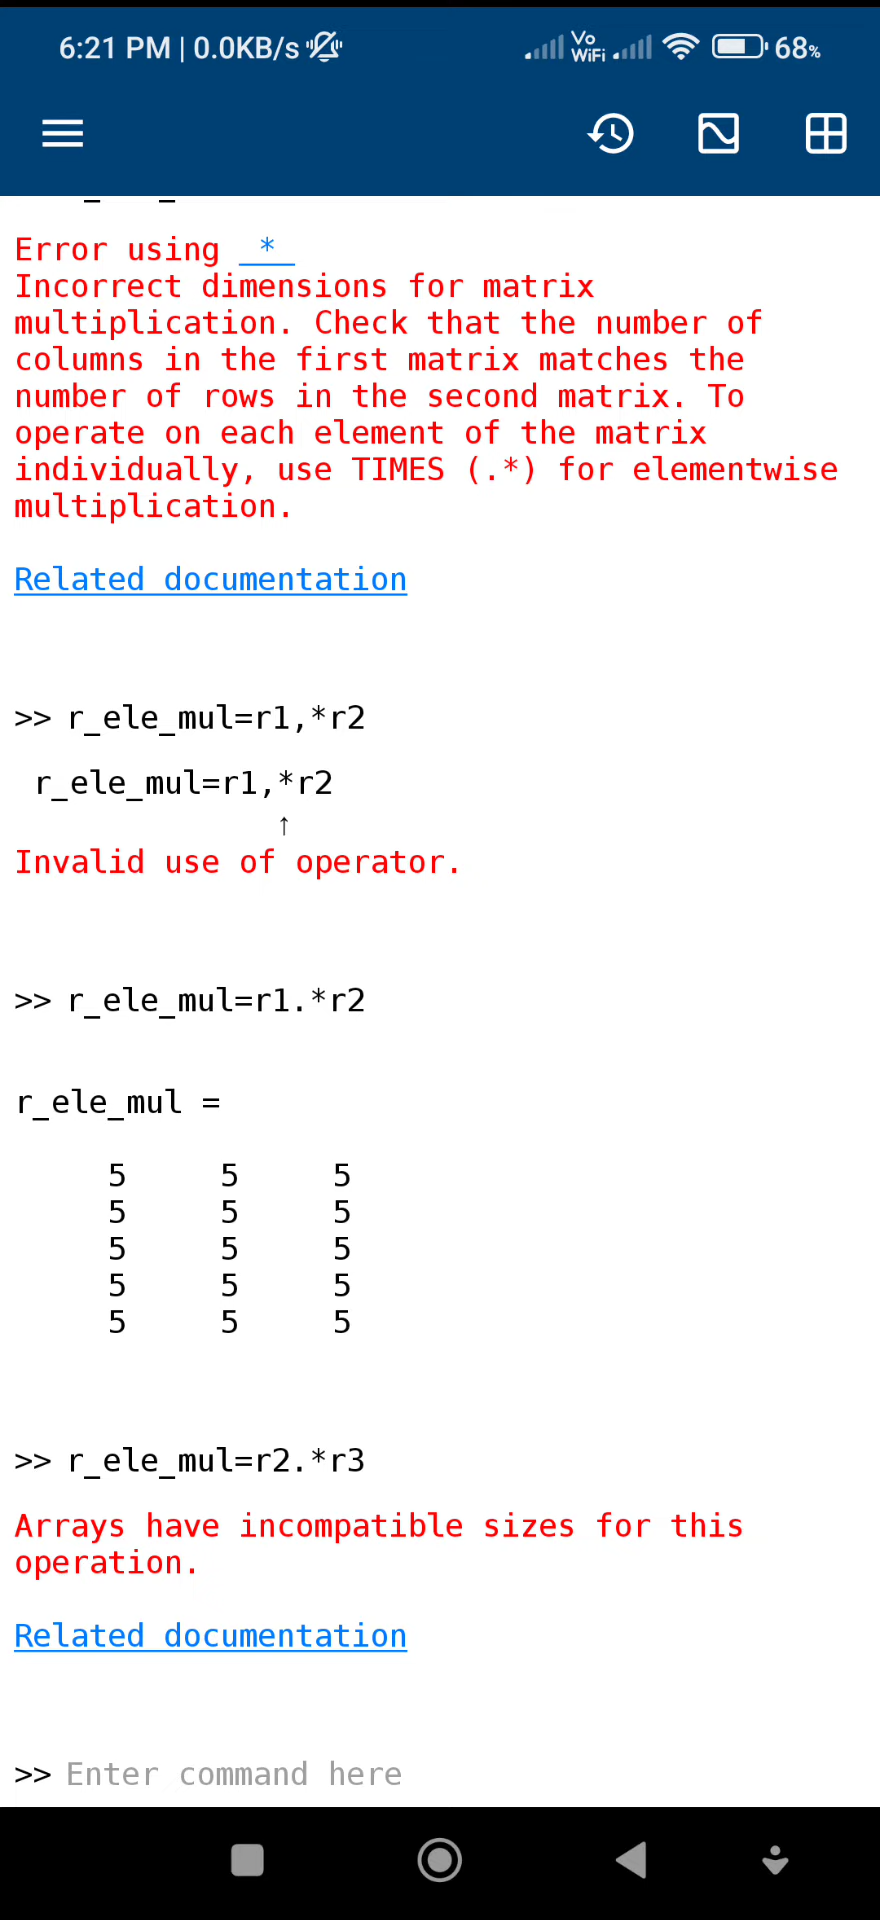 6:21 PM | 0.0KB/s Vo WiFi 68%
Error using *
Incorrect dimensions for matrix
multiplication. Check that the number of
columns in the first matrix matches the
number of rows in the second matrix. To
operate on each element of the matrix
individually, use TIMES (.*) for elementwise
multiplication.
Related documentation
>> r_ele_mul=r1,*r2
r_ele_mul=r1,*r2
↑
Invalid use of operator.
>> r_ele_mul=r1.*r2
r_ele_mul =
5 5 5
5 5 5
5 5 5
5 5 5
5 5 5
>> r_ele_mul=r2.*r3
Arrays have incompatible sizes for this
operation.
Related documentation
>> Enter command here